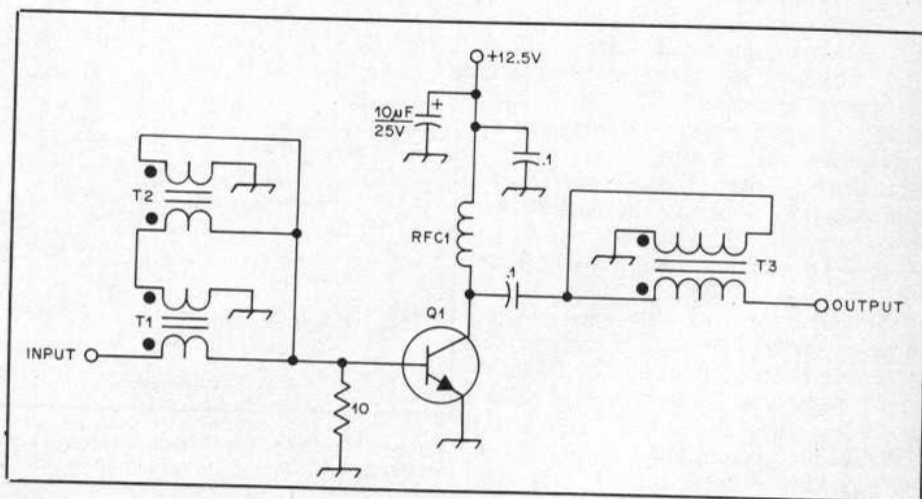 +12.5V
10µF
25V
+
.1
T2
RFC1
.1
T3
T1
Q1
OUTPUT
INPUT
10